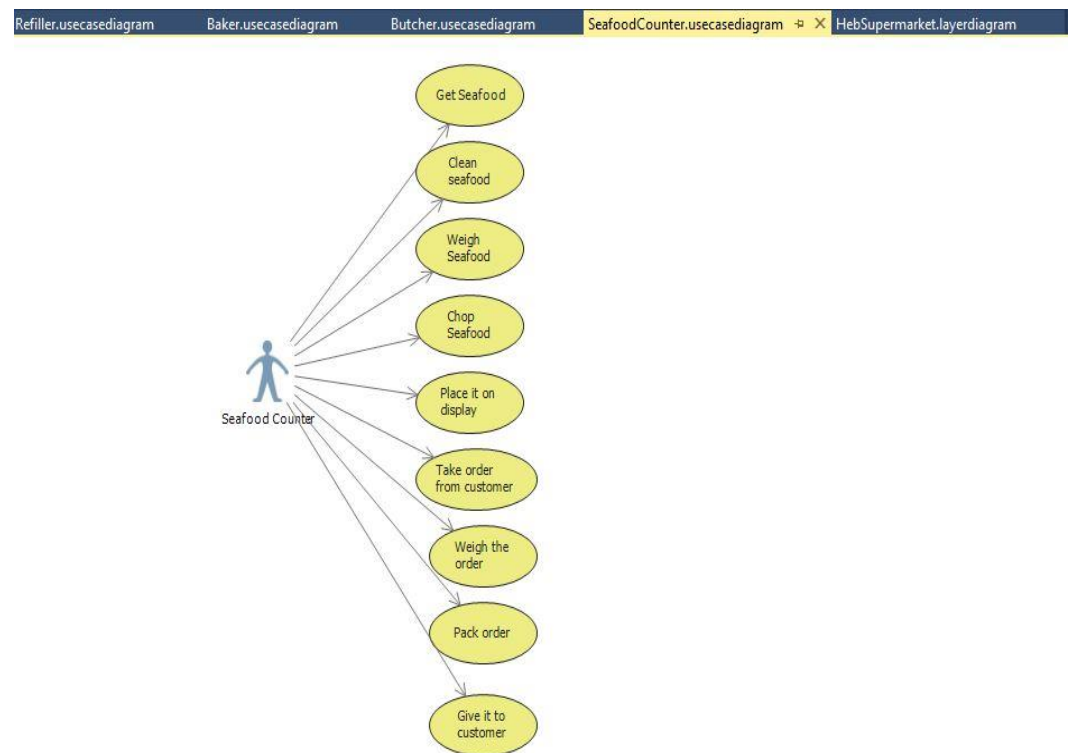 Refiller.usecasediagram Baker.usecasediagram Butcher.usecasediagram SeafoodCounter.usecasediagram HebSupermarket.layerdiagram
Get Seafood
Clean
seafood
Weigh
Seafood
Chop
Seafood
Seafood Counter
Place it on
display
Take order
from customer
Weigh the
order
Pack order
Give it to
customer